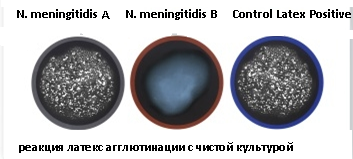 N. meningitidis A N. meningitidis B Control Latex Positive
реакция латекс агглютинации с чистой культурой